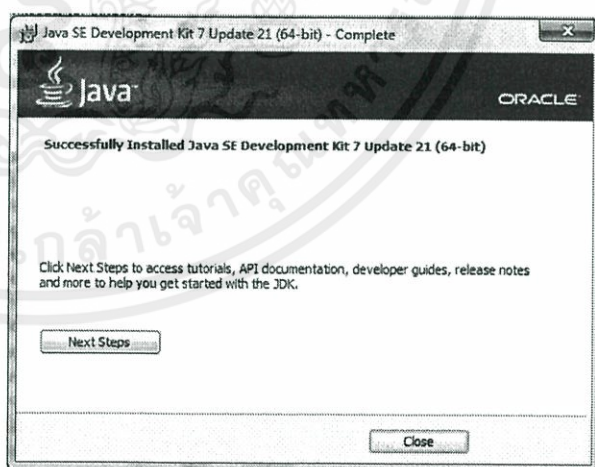 Java SE Development Kit 7 Update 21 (64-bit) - Complete
Java
ORACLE
Successfully Installed Java SE Development Kit 7 Update 21 (64-bit)
Click Next Steps to access tutorials, API documentation, developer guides, release notes
and more to help you get started with the JDK.
Next Steps
Close